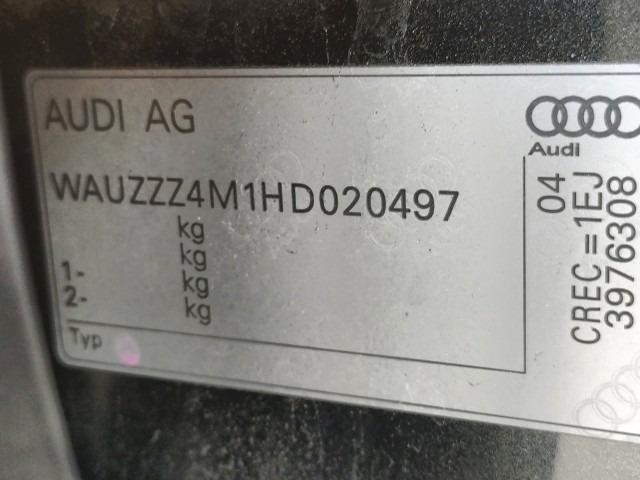 AUDI AG
Audi
WAUZZZ4M1HD020497
kg
1- kg
2- kg
kg
Typ
04
CREC=1EJ
3976308